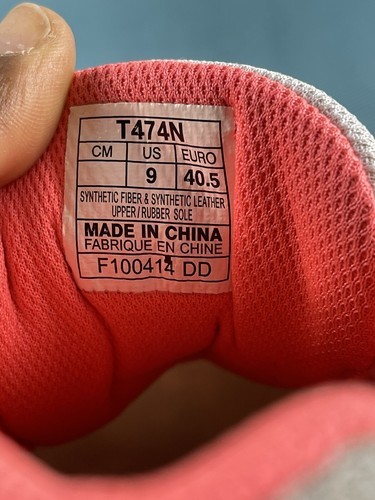 T474N
CM US EURO
9 40.5
SYNTHETIC FIBER & SYNTHETIC LEATHER
UPPER/RUBBER SOLE
MADE IN CHINA
FABRIQUE EN CHINE
F100414 DD